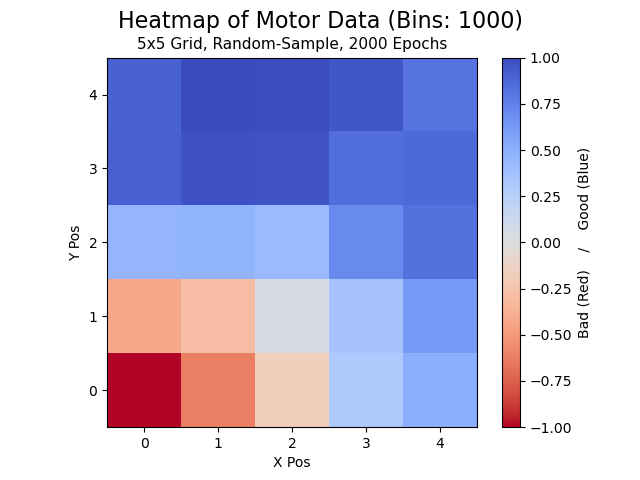 Heatmap of Motor Data (Bins: 1000)
5x5 Grid, Random-Sample, 2000 Epochs
4
3
2
1
0
Y Pos
0 1 2 3 4
X Pos
1.00
0.75
0.50
0.25
0.00
−0.25
−0.50
−0.75
−1.00
Bad (Red) / Good (Blue)